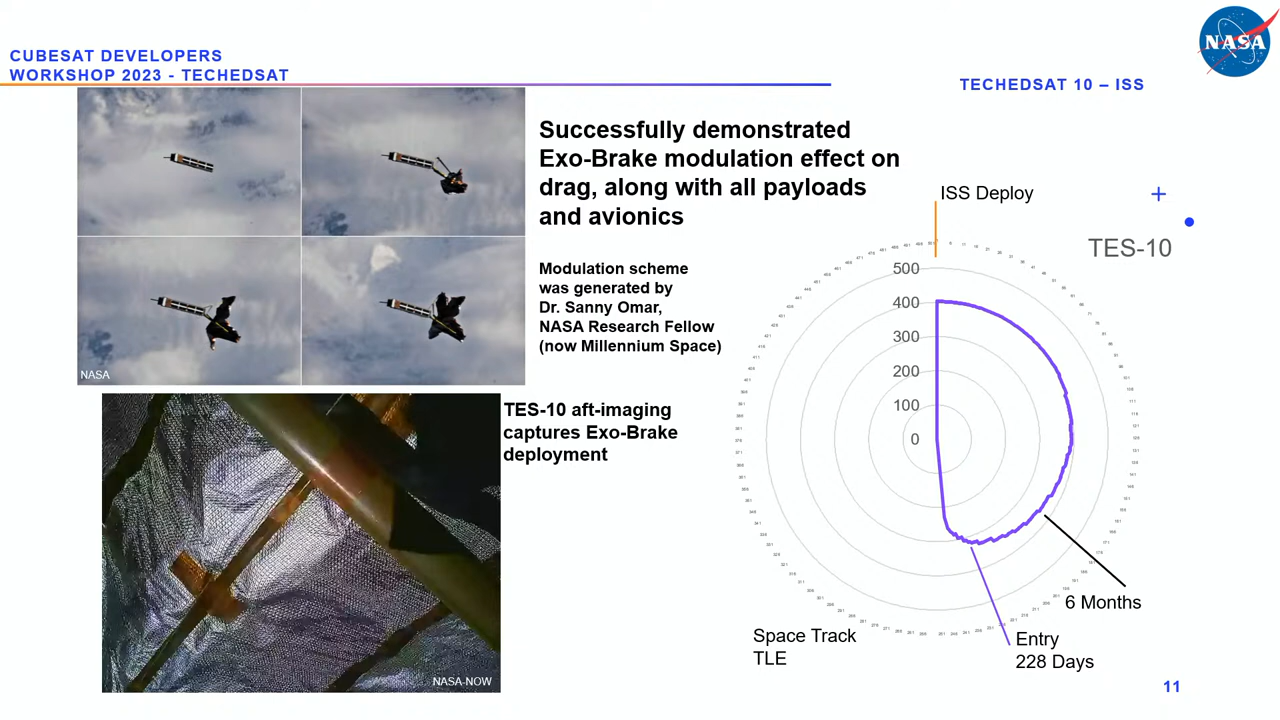 CUBESAT DEVELOPERS
WORKSHOP 2023 - TECHEDSAT
NASA
TECHEDSAT 10 – ISS
Successfully demonstrated
Exo-Brake modulation effect on
drag, along with all payloads
and avionics
Modulation scheme
was generated by
Dr. Sanny Omar,
NASA Research Fellow
(now Millennium Space)
NASA
TES-10 aft-imaging
captures Exo-Brake
deployment
NASA-NOW
ISS Deploy
TES-10
500
400
300
200
100
0
6 Months
Entry
228 Days
Space Track
TLE
11